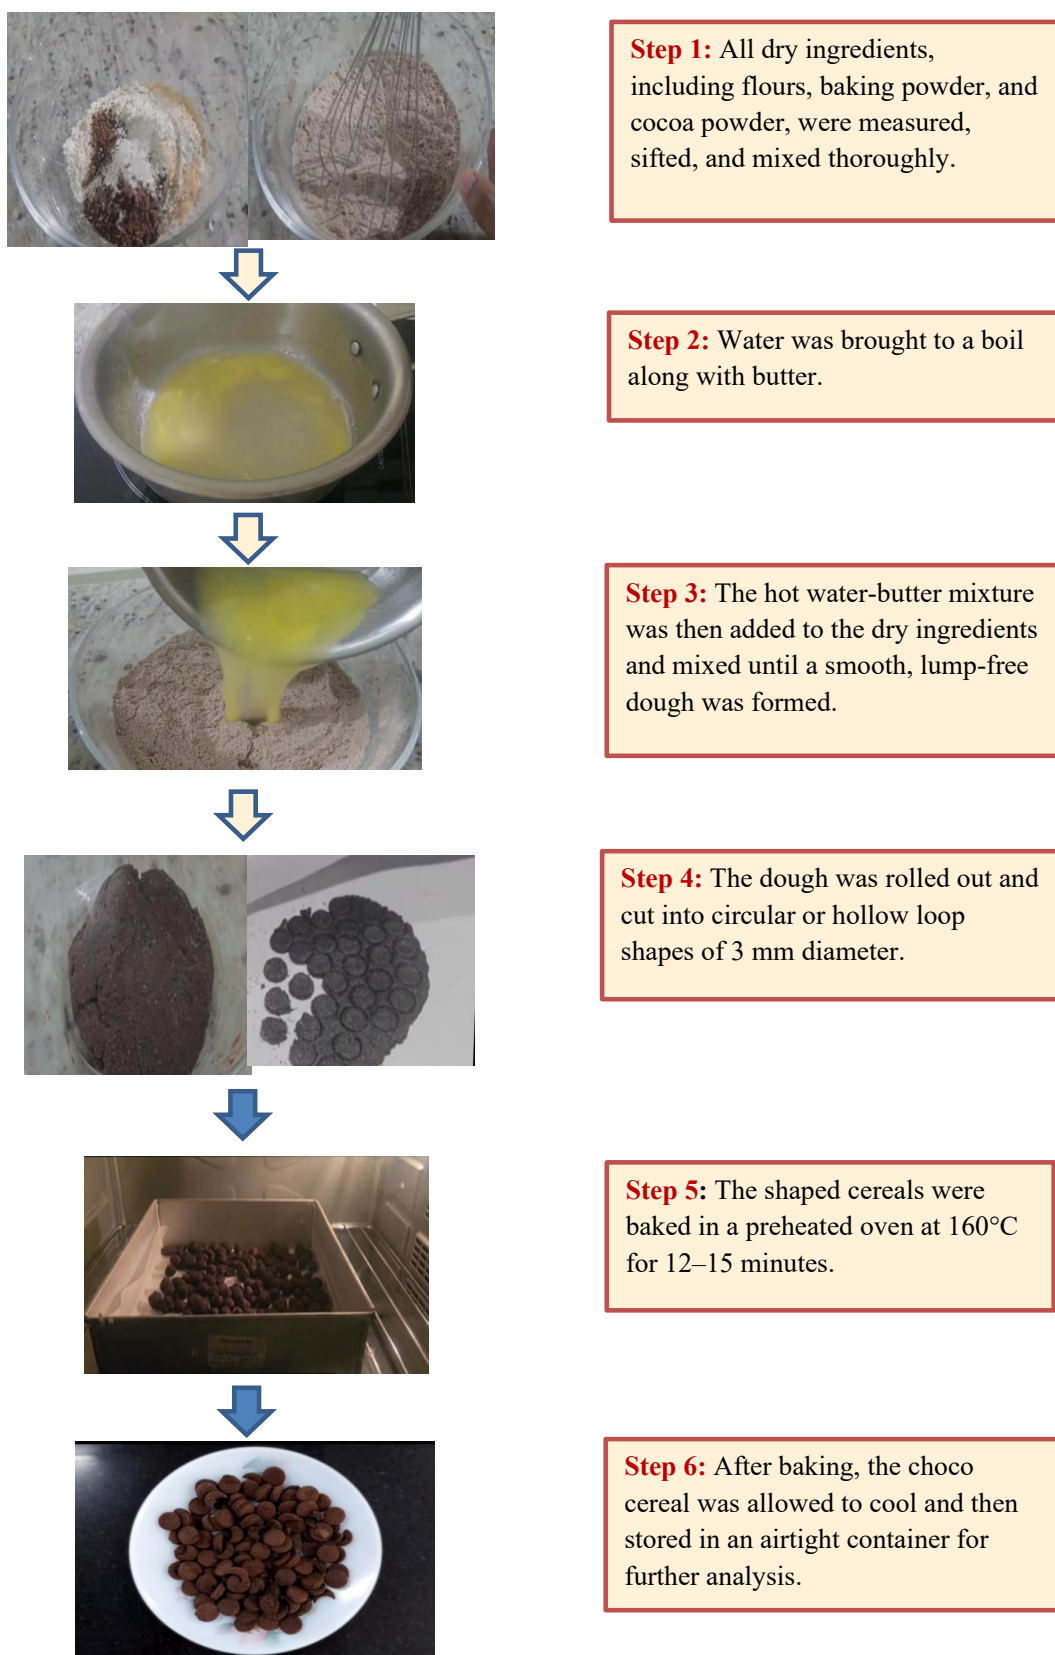 Step 1: All dry ingredients,
including flours, baking powder, and
cocoa powder, were measured,
sifted, and mixed thoroughly.
Step 2: Water was brought to a boil
along with butter.
Step 3: The hot water-butter mixture
was then added to the dry ingredients
and mixed until a smooth, lump-free
dough was formed.
Step 4: The dough was rolled out and
cut into circular or hollow loop
shapes of 3 mm diameter.
Step 5: The shaped cereals were
baked in a preheated oven at 160°C
for 12–15 minutes.
Step 6: After baking, the choco
cereal was allowed to cool and then
stored in an airtight container for
further analysis.